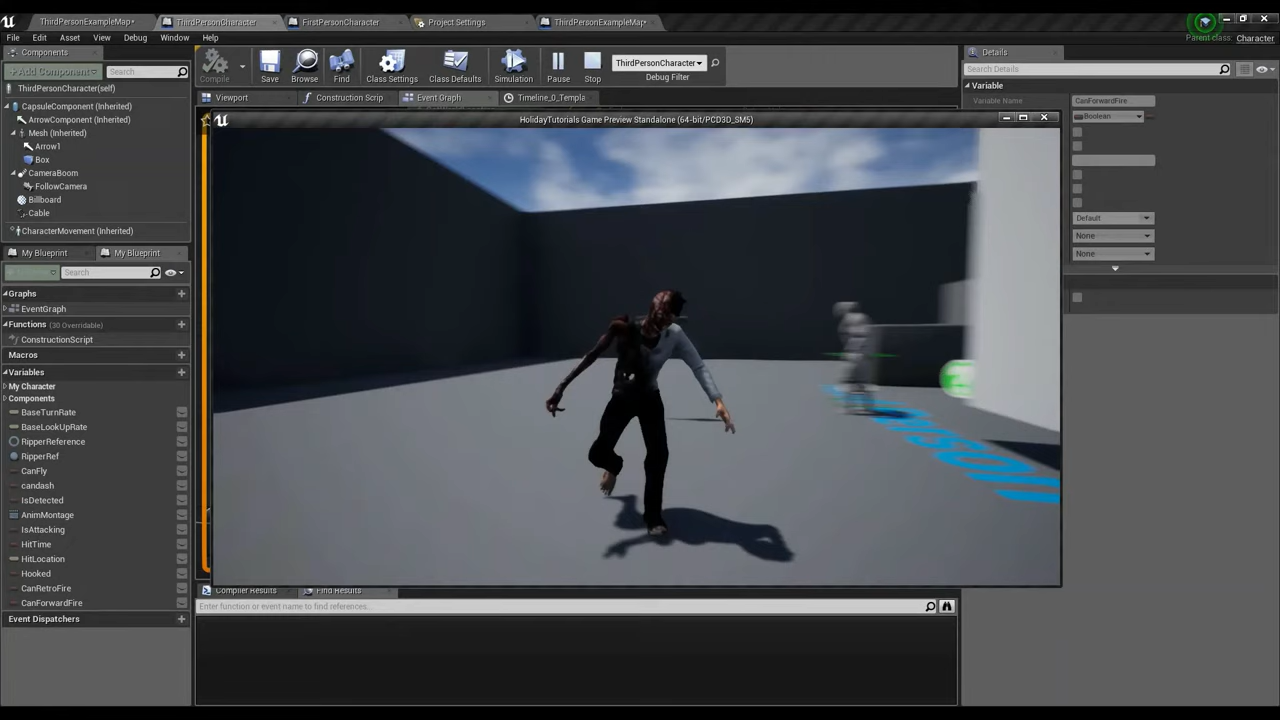 ThirdPersonExampleMap*
ThirdPersonCharacter
FirstPersonCharacter
Project Settings
ThirdPersonExampleMap*
File Edit Asset View Debug Window Help
Parent class: Character
Components
+Add Component
Search
ThirdPersonCharacter(self)
CapsuleComponent (Inherited)
ArrowComponent (Inherited)
Mesh (Inherited)
Arrow1
Box
CameraBoom
FollowCamera
Billboard
Cable
CharacterMovement (Inherited)
Compile
Save
Browse
Find
Class Settings
Class Defaults
Simulation
Pause
Stop
ThirdPersonCharacter
Debug Filter
Viewport
Construction Scrip
Event Graph
Timeline_0_Templa
HolidayTutorials Game Preview Standalone (64-bit/PCD3D_SM5)
My Blueprint
My Blueprint
Search
Graphs
EventGraph
Functions (30 Overridable)
ConstructionScript
Macros
Variables
My Character
Components
BaseTurnRate
BaseLookUpRate
RipperReference
RipperRef
CanFly
candash
IsDetected
AnimMontage
IsAttacking
HitTime
HitLocation
Hooked
CanRetroFire
CanForwardFire
Event Dispatchers
Compiler Results
Find Results
Enter function or event name to find references...
Details
Search Details
Variable
Variable Name
CanForwardFire
Boolean
Default
None
None